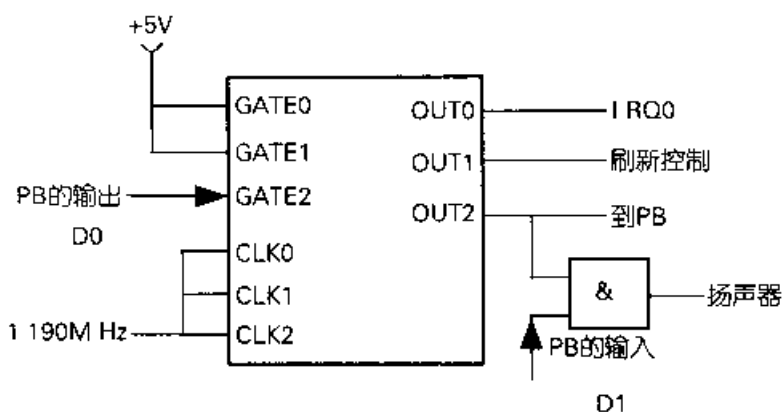 +5V
GATE0
GATE1
PB的输出
GATE2
D0
CLK0
CLK1
1 190M Hz
CLK2
OUT0
I RQ0
OUT1
刷新控制
OUT2
到PB
&
扬声器
PB的输入
D1